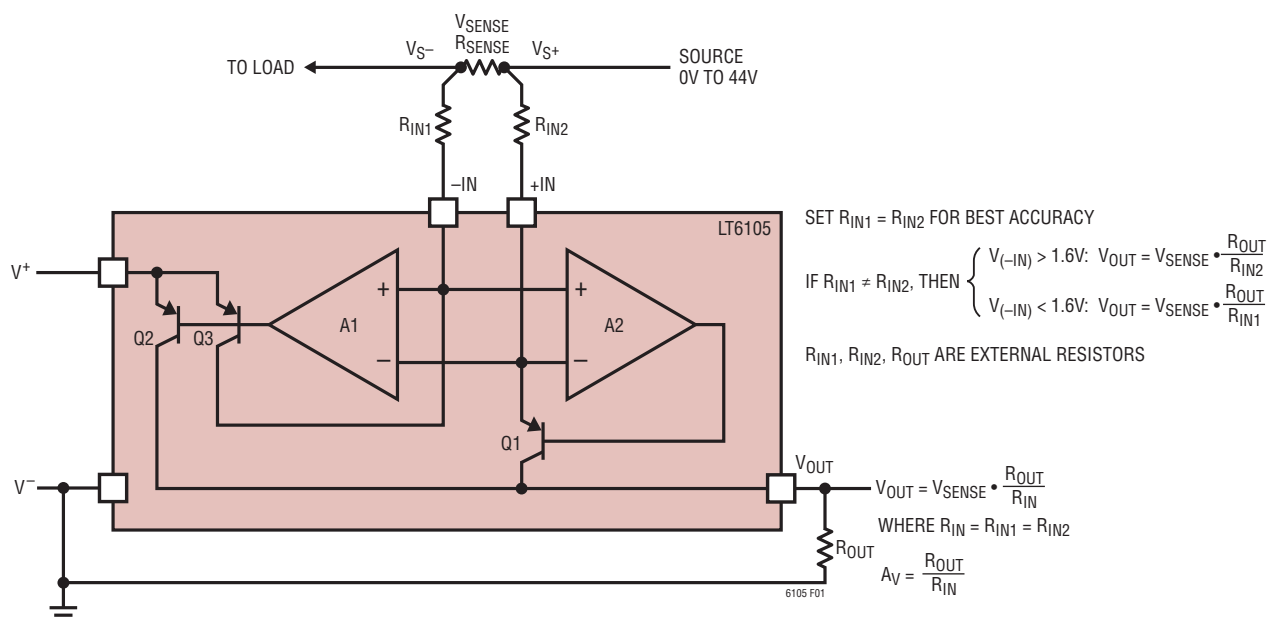 VSENSE
VS– RSENSE VS+
TO LOAD
SOURCE
0V TO 44V
RIN1
RIN2
–IN
+IN
LT6105
V+
Q2
Q3
+
A1
–
+
A2
–
Q1
V–
VOUT
VOUT = VSENSE • ROUT/RIN
WHERE RIN = RIN1 = RIN2
ROUT
AV = ROUT/RIN
6105 F01
SET RIN1 = RIN2 FOR BEST ACCURACY
IF RIN1 ≠ RIN2, THEN
V(–IN) > 1.6V: VOUT = VSENSE • ROUT/RIN2
V(–IN) < 1.6V: VOUT = VSENSE • ROUT/RIN1
RIN1, RIN2, ROUT ARE EXTERNAL RESISTORS